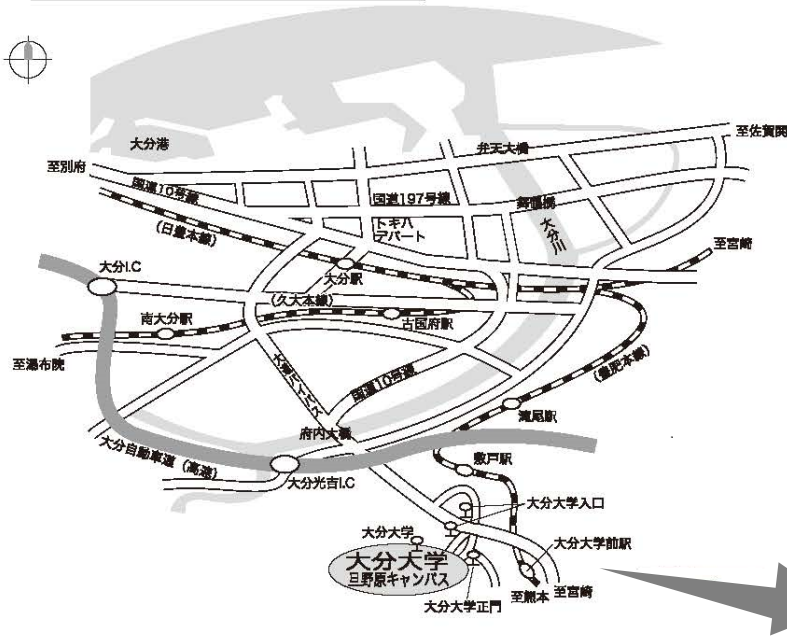 大分港
弁天大橋
至佐賀関
至別府
国道10号線
国道197号線
舞鶴橋
トキハ
デパート
大分川
(日豊本線)
至宮崎
大分I.C
大分駅
(久大本線)
南大分駅
古国府駅
至湯布院
大南バイパス
国道10号線
(豊肥本線)
滝尾駅
府内大橋
大分自動車道(高速)
敷戸駅
大分光吉I.C
大分大学入口
大分大学
大分大学前駅
大分大学
旦野原キャンパス
至熊本
至宮崎
大分大学正門